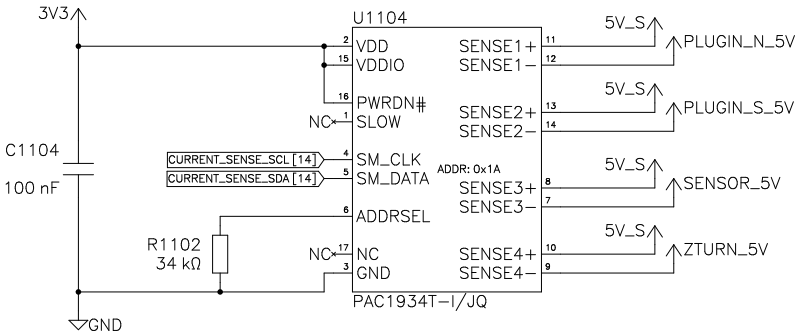 3V3
U1104
2 VDD
15 VDDIO
16 PWRDN#
NC 1 SLOW
CURRENT_SENSE_SCL [14] 4 SM_CLK
CURRENT_SENSE_SDA [14] 5 SM_DATA
ADDR: 0x1A
6 ADDRSEL
NC 17 NC
3 GND
SENSE1+ 11 5V_S
SENSE1- 12 PLUGIN_N_5V
SENSE2+ 13 5V_S
SENSE2- 14 PLUGIN_S_5V
SENSE3+ 8 5V_S
SENSE3- 7 SENSOR_5V
SENSE4+ 10 5V_S
SENSE4- 9 ZTURN_5V
PAC1934T-I/JQ
C1104
100 nF
R1102
34 kΩ
GND